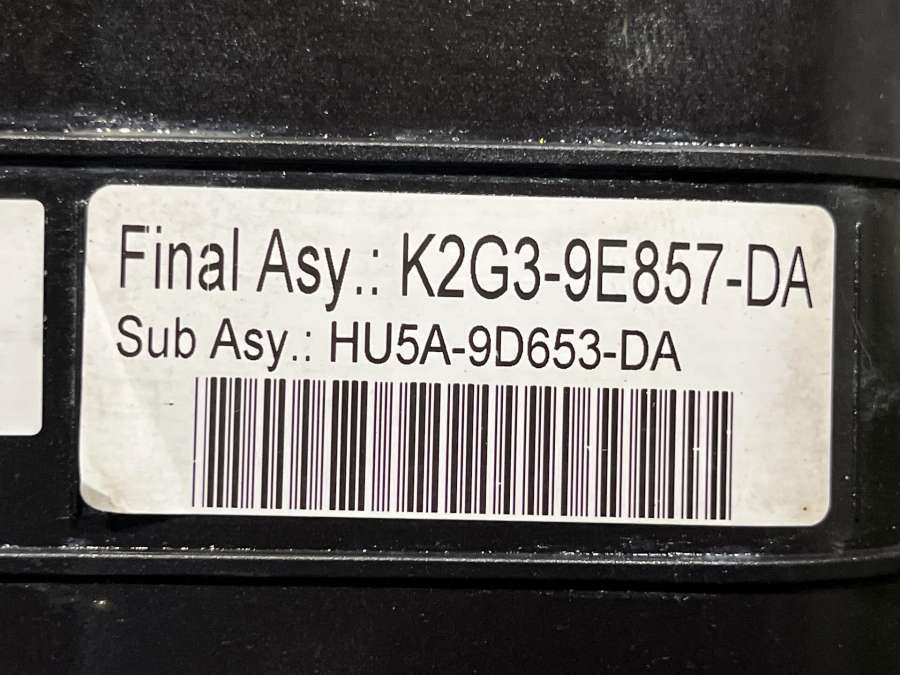 Final Asy.: K2G3-9E857-DA
Sub Asy.: HU5A-9D653-DA